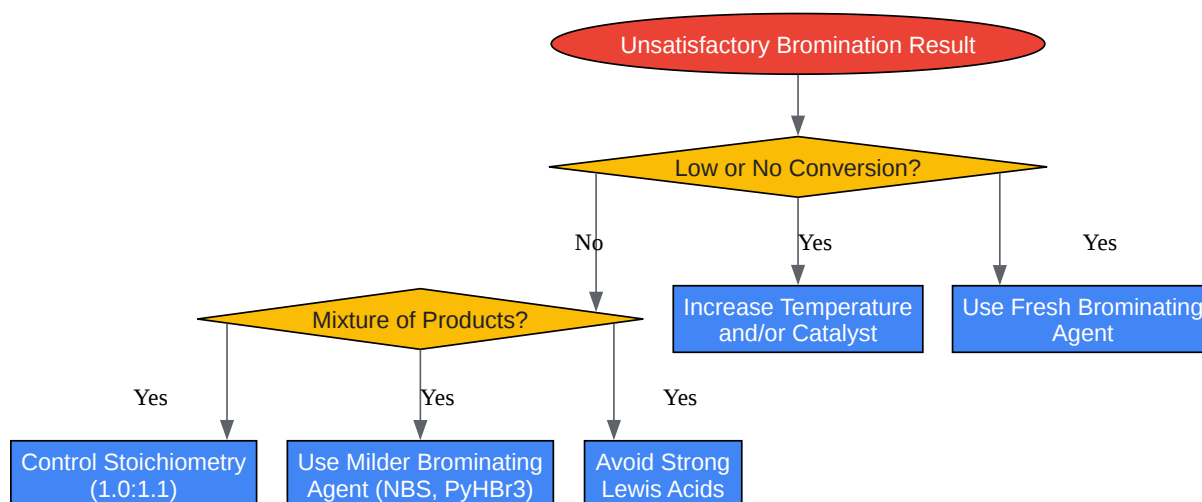 Unsatisfactory Bromination Result
Low or No Conversion?
No
Yes
Yes
Increase Temperature
and/or Catalyst
Use Fresh Brominating
Agent
Mixture of Products?
Yes
Yes
Yes
Control Stoichiometry
(1.0:1.1)
Use Milder Brominating
Agent (NBS, PyHBr3)
Avoid Strong
Lewis Acids